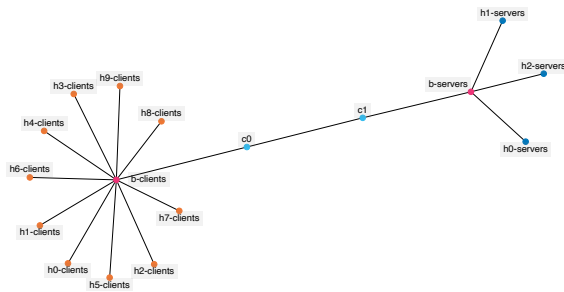 h1-servers
h2-servers
h9-clients
h3-clients
b-servers
c1
h8-clients
h4-clients
c0
h0-servers
h6-clients
b-clients
h7-clients
h1-clients
h0-clients
h2-clients
h5-clients